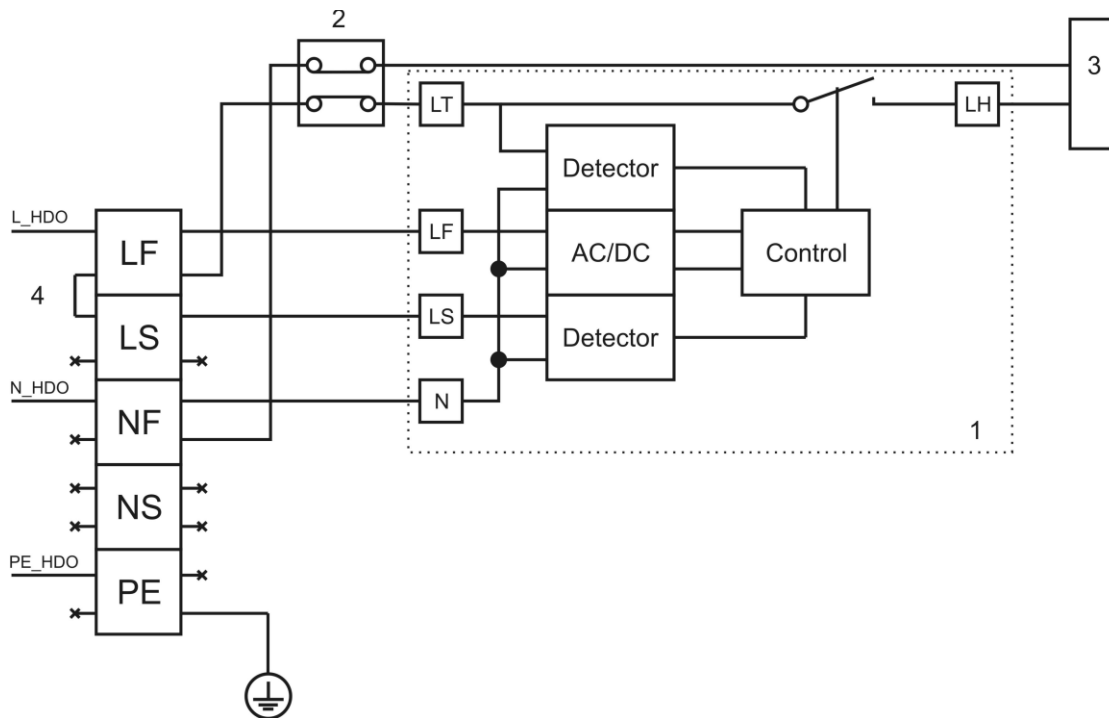 2
3
LT
LH
Detector
L_HDO
LF
LF
AC/DC
Control
4
LS
LS
Detector
N_HDO
NF
N
1
NS
PE_HDO
PE